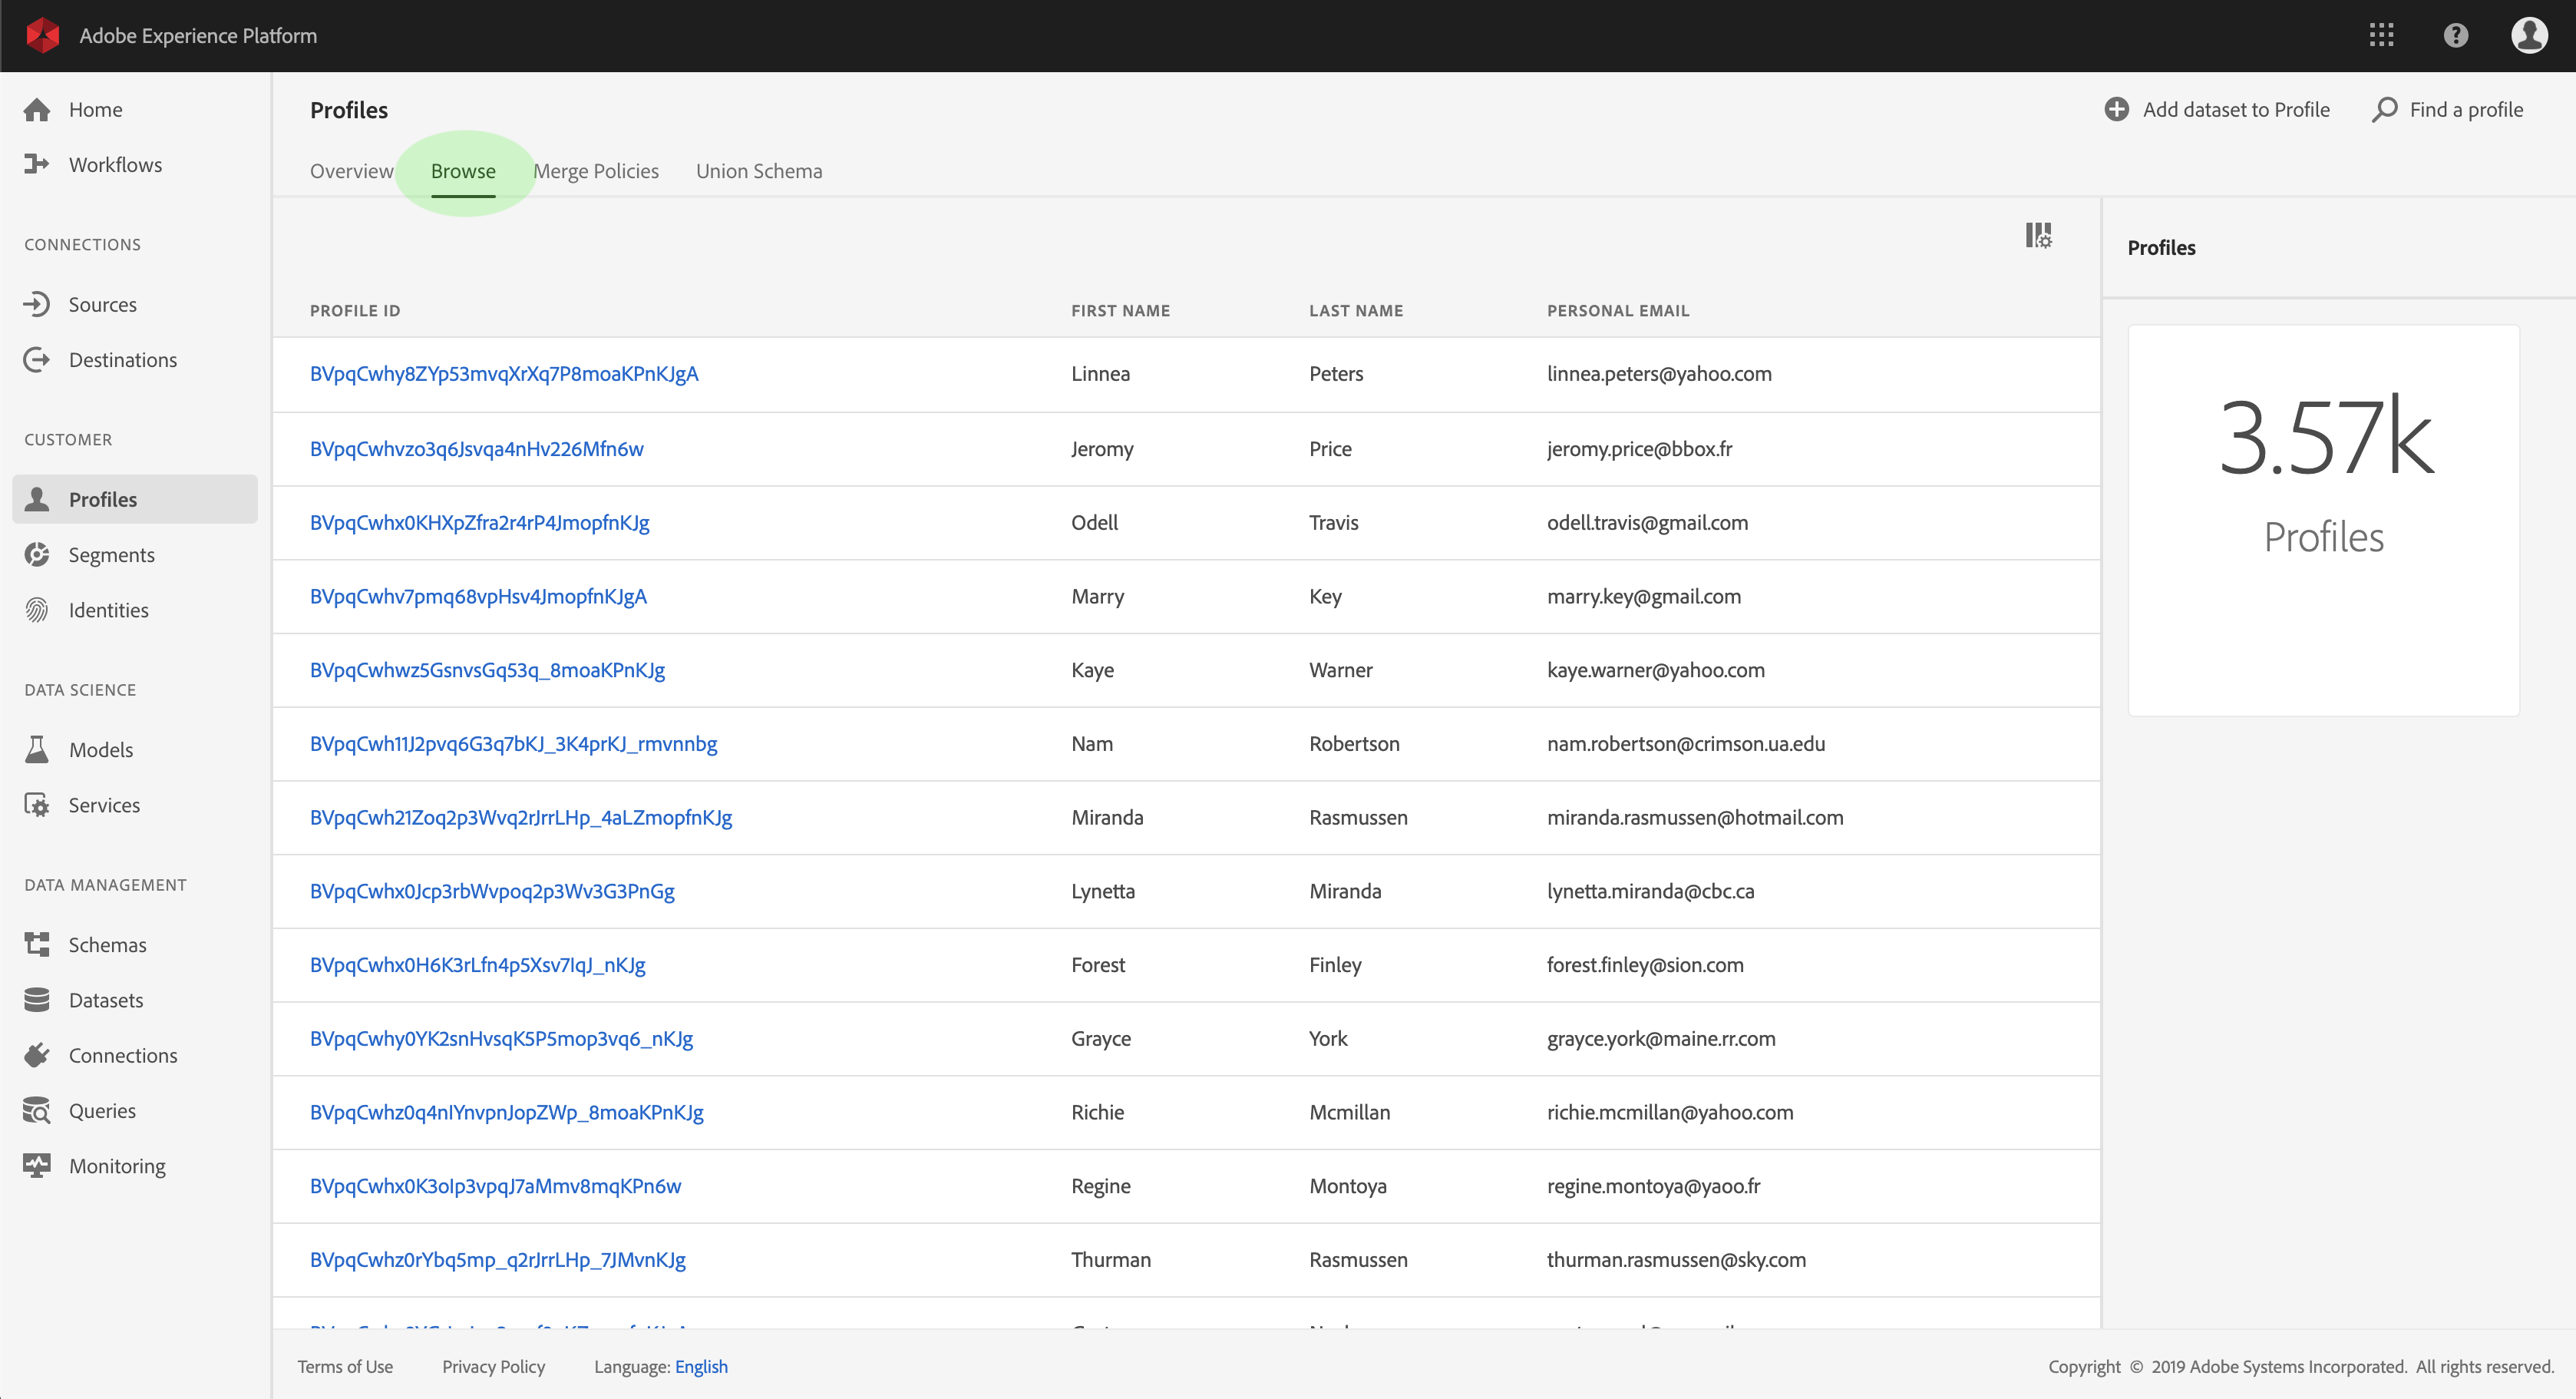 Adobe Experience Platform
Home
Workflows
CONNECTIONS
Sources
Destinations
CUSTOMER
Profiles
Segments
Identities
DATA SCIENCE
Models
Services
DATA MANAGEMENT
Schemas
Datasets
Connections
Queries
Monitoring
Profiles
Add dataset to Profile Find a profile
Overview Browse Merge Policies Union Schema
PROFILE ID FIRST NAME LAST NAME PERSONAL EMAIL
BVpqCwhy8ZYp53mvqXrXq7P8moaKPnKJgA Linnea Peters linnea.peters@yahoo.com
BVpqCwhvzo3q6Jsvqa4nHv226Mfn6w Jeromy Price jeromy.price@bbox.fr
BVpqCwhx0KHXpZfra2r4rP4JmopfnKJg Odell Travis odell.travis@gmail.com
BVpqCwhv7pmq68vpHsv4JmopfnKJgA Marry Key marry.key@gmail.com
BVpqCwhwz5GsnvsGq53q_8moaKPnKJg Kaye Warner kaye.warner@yahoo.com
BVpqCwh11J2pvq6G3q7bKJ_3K4prKJ_rmvnnbg Nam Robertson nam.robertson@crimson.ua.edu
BVpqCwh21Zoq2p3Wvq2rJrrLHp_4aLZmopfnKJg Miranda Rasmussen miranda.rasmussen@hotmail.com
BVpqCwhx0Jcp3rbWvpoq2p3Wv3G3PnGg Lynetta Miranda lynetta.miranda@cbc.ca
BVpqCwhx0H6K3rLfn4p5Xsv7IqJ_nKJg Forest Finley forest.finley@sion.com
BVpqCwhy0YK2snHvsqK5P5mop3vq6_nKJg Grayce York grayce.york@maine.rr.com
BVpqCwhz0q4nIYnvpnJopZWp_8moaKPnKJg Richie Mcmillan richie.mcmillan@yahoo.com
BVpqCwhx0K3oIp3vpqJ7aMmv8mqKPn6w Regine Montoya regine.montoya@yaoo.fr
BVpqCwhz0rYbq5mp_q2rJrrLHp_7JMvnKJg Thurman Rasmussen thurman.rasmussen@sky.com
Profiles
3.57k
Profiles
Terms of Use Privacy Policy Language: English
Copyright © 2019 Adobe Systems Incorporated. All rights reserved.